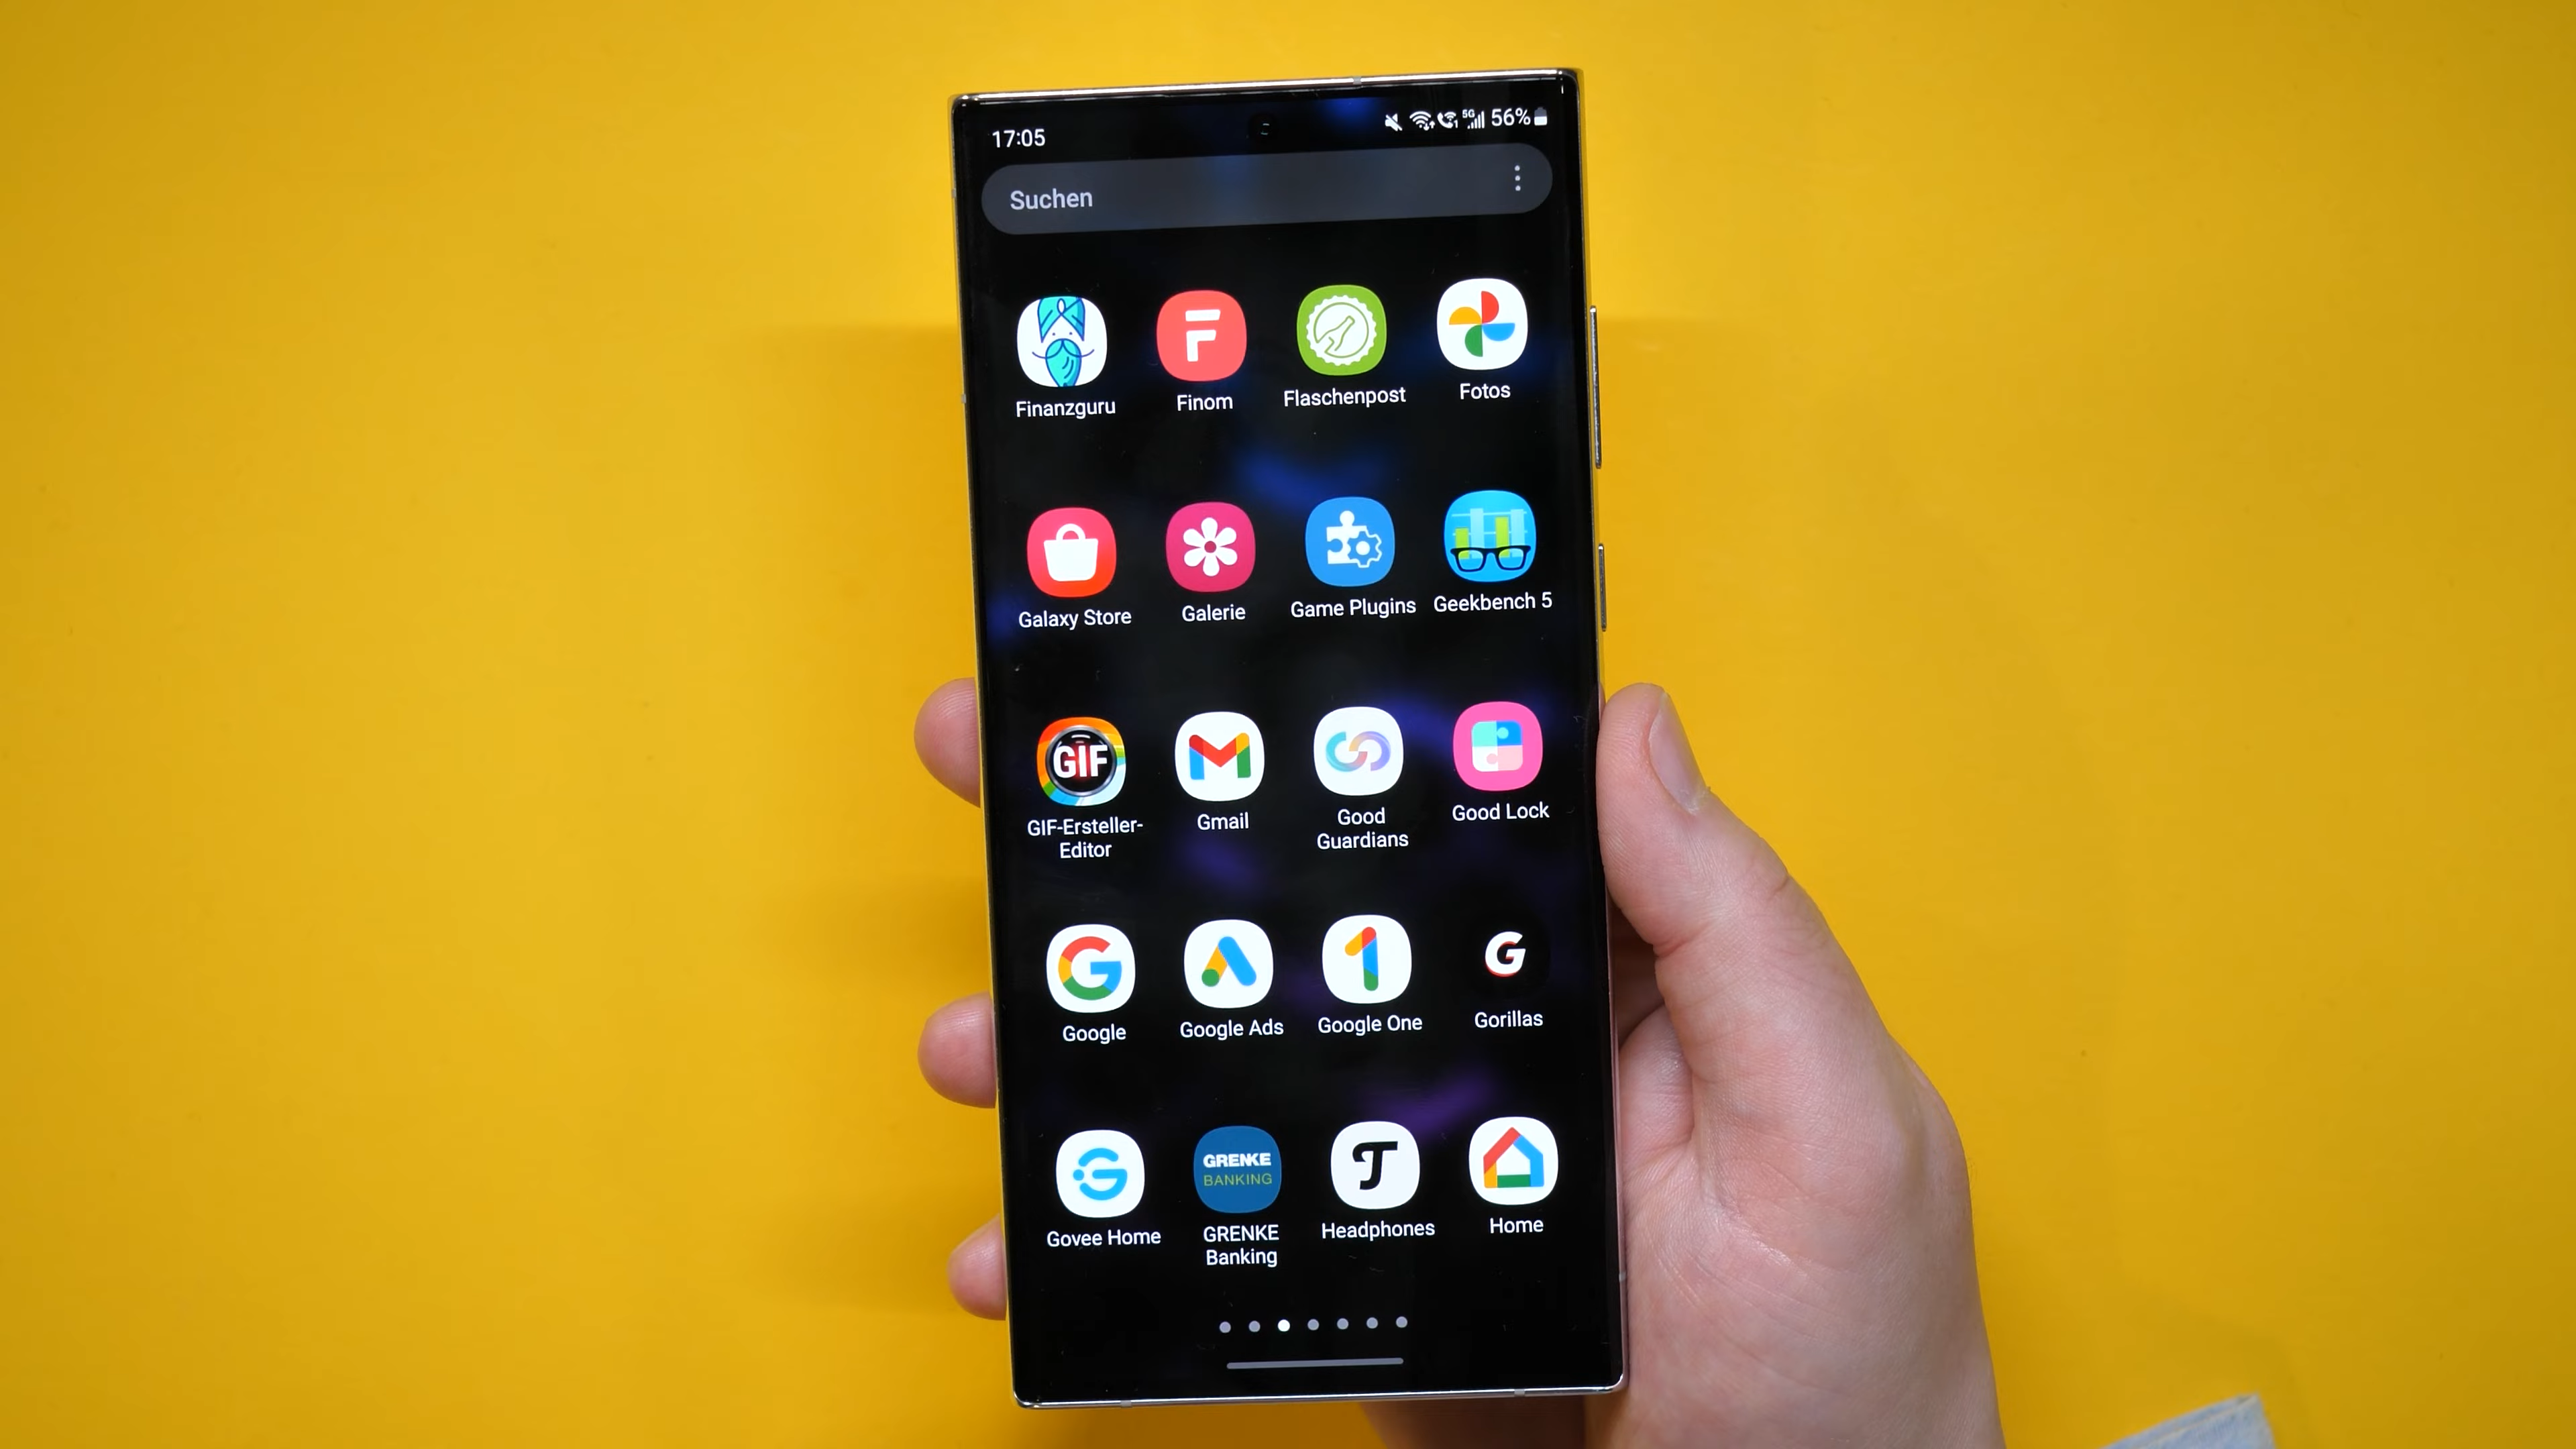 17:05
5G 56%
Suchen
F
Finanzguru Finom Flaschenpost Fotos
Galaxy Store Galerie Game Plugins Geekbench 5
GIF
GIF-Ersteller-
Editor
Gmail
Good
Guardians
Good Lock
G 1 G
Google Google Ads Google One Gorillas
GRENKE
BANKING
T
Govee Home
GRENKE
Banking
Headphones Home